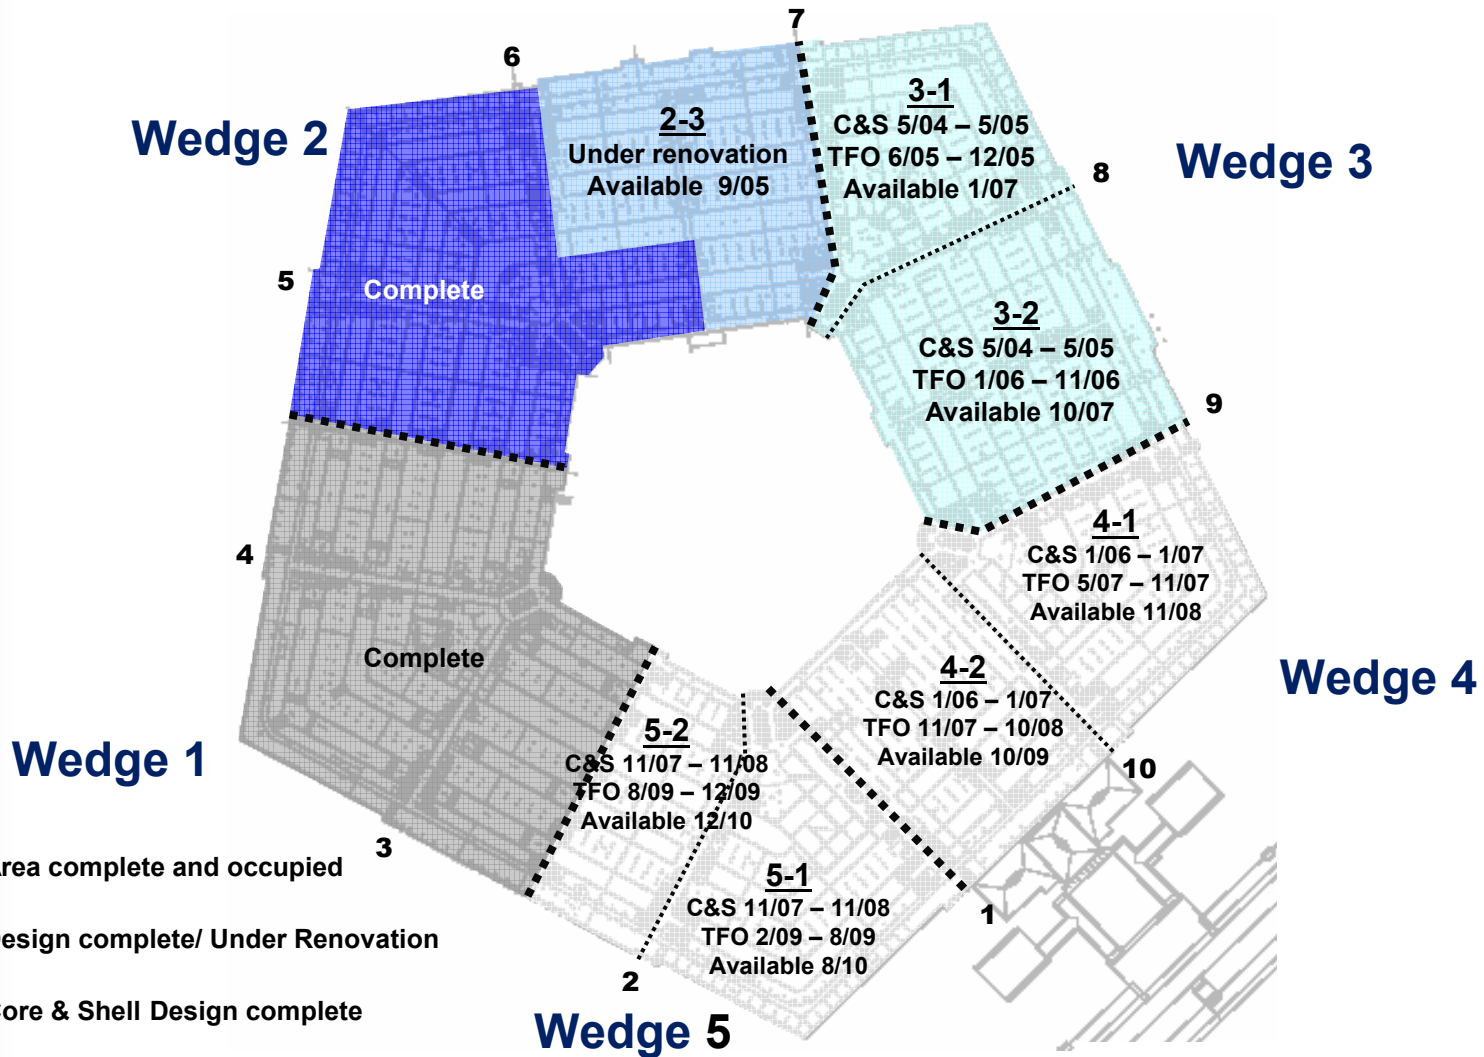 7
6
Wedge 2
2-3
Under renovation
Available 9/05
3-1
C&S 5/04 – 5/05
TFO 6/05 – 12/05
Available 1/07
8
Wedge 3
5
Complete
3-2
C&S 5/04 – 5/05
TFO 1/06 – 11/06
Available 10/07
9
4
4-1
C&S 1/06 – 1/07
TFO 5/07 – 11/07
Available 11/08
Complete
4-2
C&S 1/06 – 1/07
TFO 11/07 – 10/08
Available 10/09
Wedge 4
Wedge 1
5-2
C&S 11/07 – 11/08
TFO 8/09 – 12/09
Available 12/10
10
3
rea complete and occupied
5-1
C&S 11/07 – 11/08
TFO 2/09 – 8/09
Available 8/10
1
esign complete/ Under Renovation
2
ore & Shell Design complete
Wedge 5